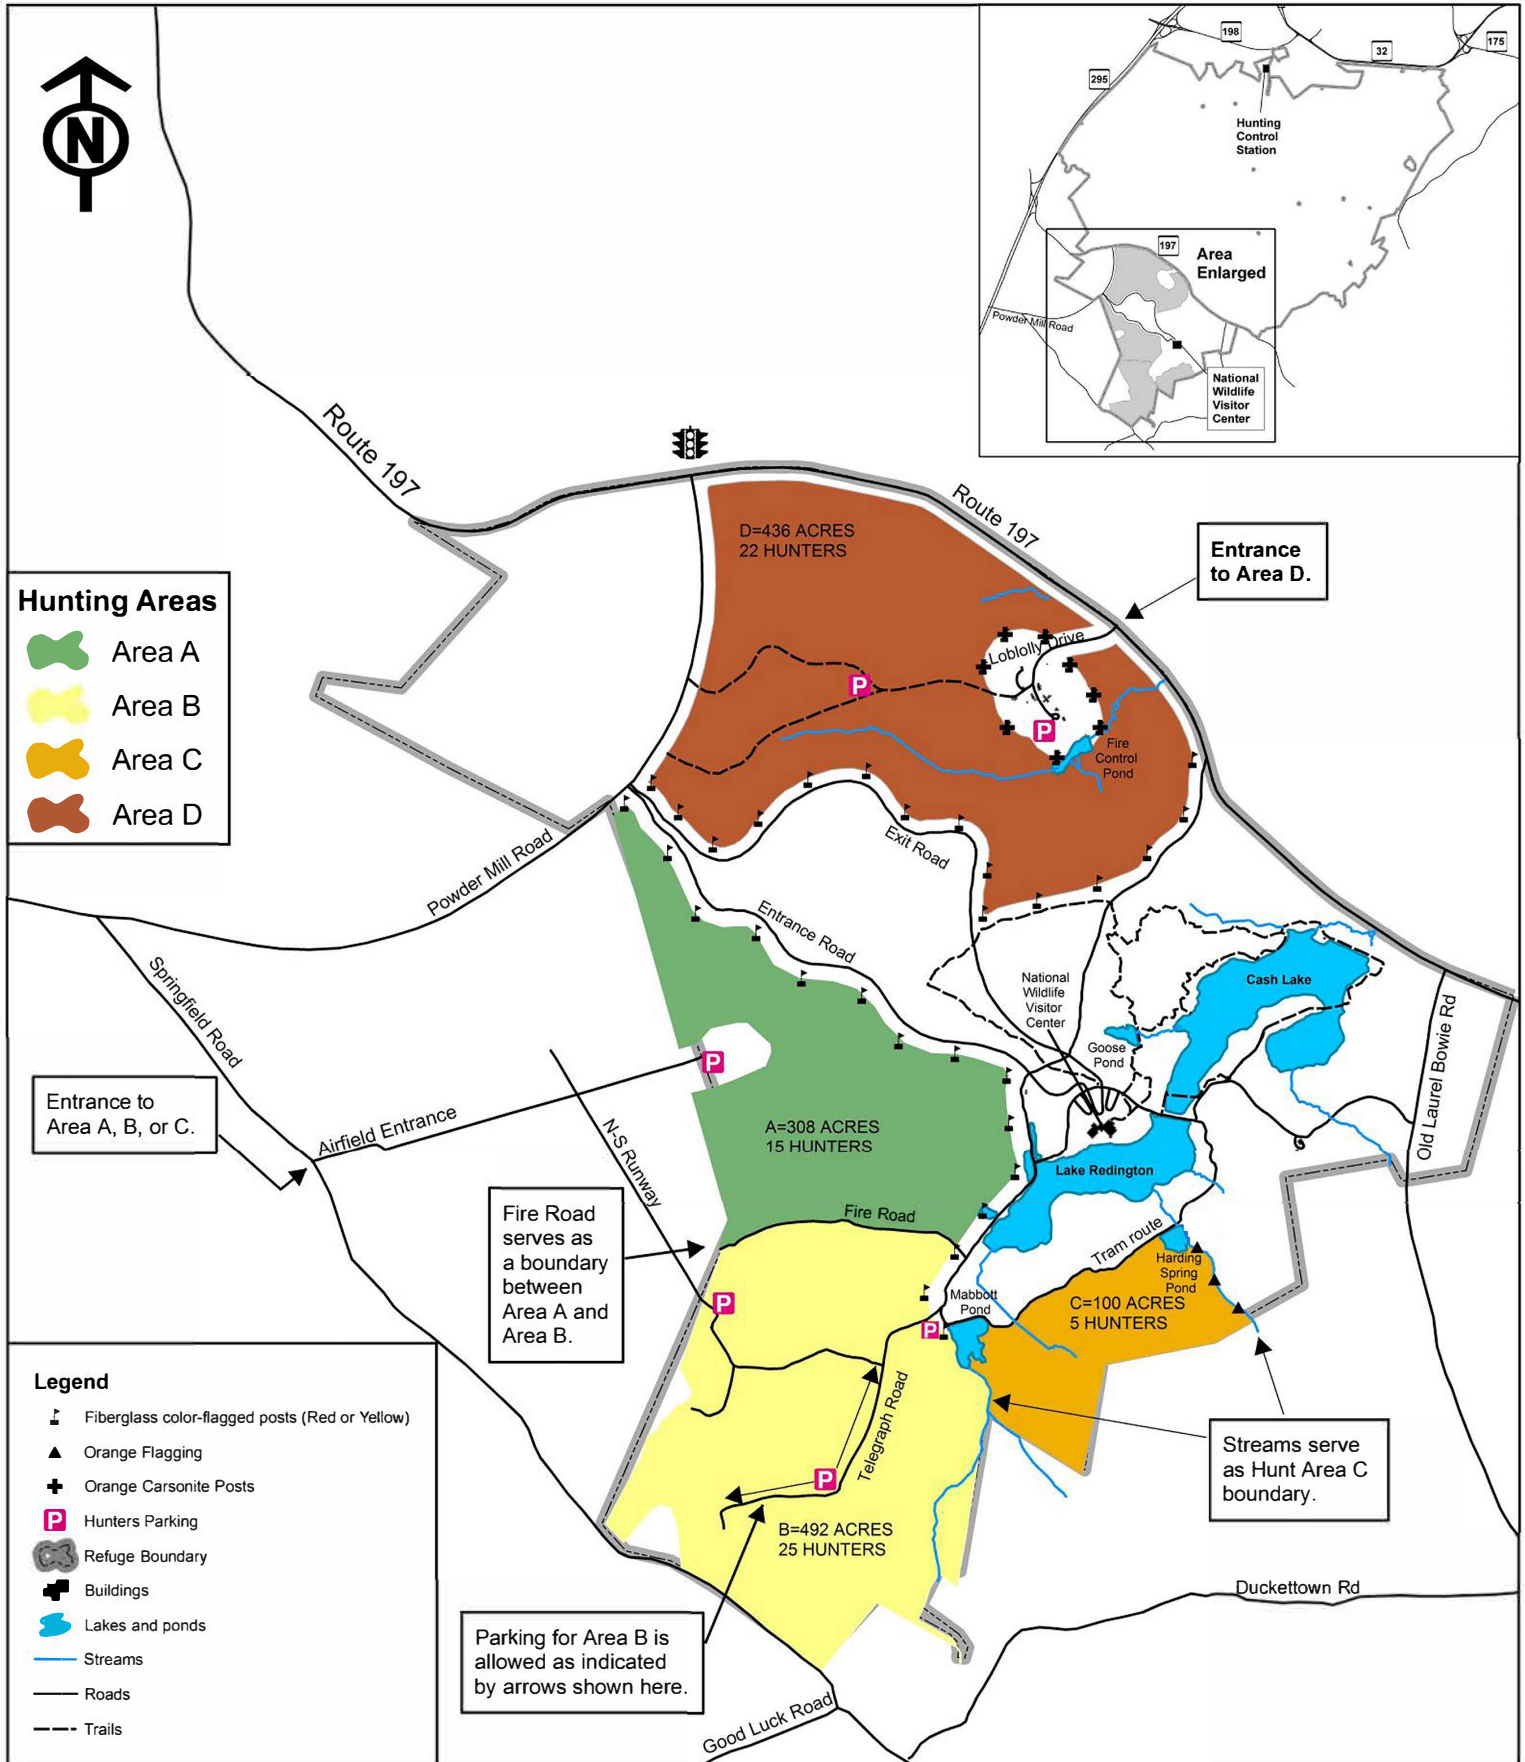 N
198
32
175
295
Hunting
Control
Station
197
Area
Enlarged
Powder Mill Road
National
Wildlife
Visitor
Center
Route 197
Route 197
D=436 ACRES
22 HUNTERS
Entrance
to Area D.
Hunting Areas
Area A
Area B
Area C
Area D
Loblolly Drive
P
P
Fire
Control
Pond
Exit Road
Powder Mill Road
Entrance Road
Springfield Road
National
Wildlife
Visitor
Center
Cash Lake
Goose
Pond
Old Laurel Bowie Rd
P
Entrance to
Area A, B, or C.
Airfield Entrance
N-S Runway
A=308 ACRES
15 HUNTERS
Lake Redington
Fire Road
serves as
a boundary
between
Area A and
Area B.
Fire Road
Tram route
Harding
Spring
Pond
Mabbott
Pond
C=100 ACRES
5 HUNTERS
P
P
Telegraph Road
P
Streams serve
as Hunt Area C
boundary.
B=492 ACRES
25 HUNTERS
Parking for Area B is
allowed as indicated
by arrows shown here.
Duckettown Rd
Good Luck Road
Legend
Fiberglass color-flagged posts (Red or Yellow)
Orange Flagging
Orange Carsonite Posts
P Hunters Parking
Refuge Boundary
Buildings
Lakes and ponds
Streams
Roads
Trails